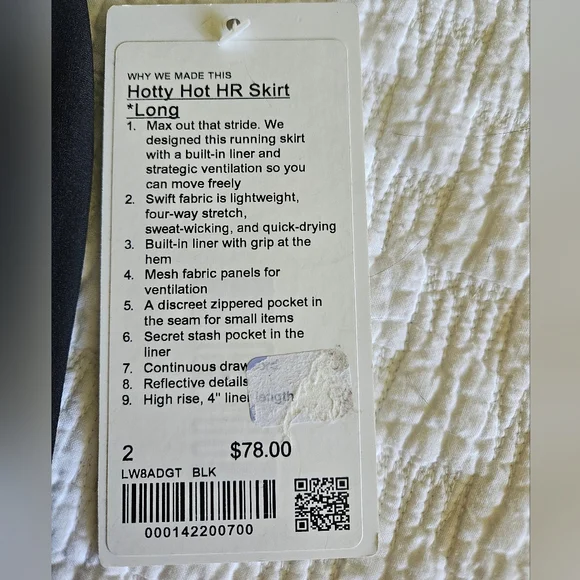 WHY WE MADE THIS
Hotty Hot HR Skirt
*Long
1. Max out that stride. We
designed this running skirt
with a built-in liner and
strategic ventilation so you
can move freely
2. Swift fabric is lightweight,
four-way stretch,
sweat-wicking, and quick-drying
3. Built-in liner with grip at the
hem
4. Mesh fabric panels for
ventilation
5. A discreet zippered pocket in
the seam for small items
6. Secret stash pocket in the
liner
7. Continuous
8. Reflective details
9. High rise, 4" liner length
2 $78.00
LW8ADGT BLK
000142200700